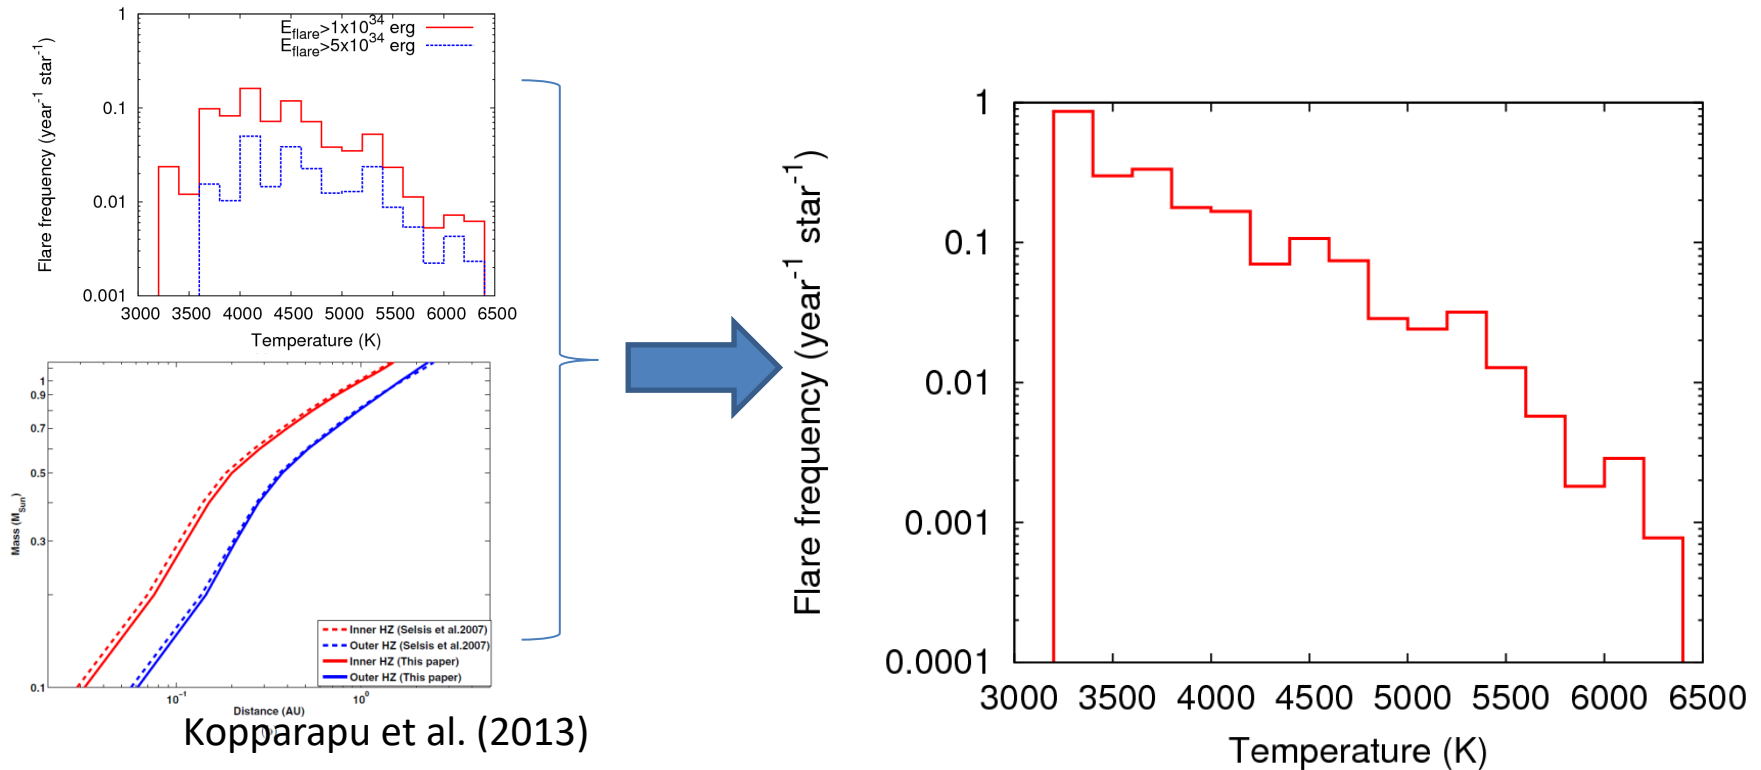 E_flare>1x10^34 erg
E_flare>5x10^34 erg
Flare frequency (year^-1 star^-1)
1
0.1
0.01
0.001
3000 3500 4000 4500 5000 5500 6000 6500
Temperature (K)
Mass (M_Sun)
1
0.9
0.7
0.5
0.3
0.1
Inner HZ (Selsis et al.2007)
Outer HZ (Selsis et al.2007)
Inner HZ (This paper)
Outer HZ (This paper)
10^-1 10^0
Distance (AU)
Kopparapu et al. (2013)
Flare frequency (year^-1 star^-1)
1
0.1
0.01
0.001
0.0001
3000 3500 4000 4500 5000 5500 6000 6500
Temperature (K)